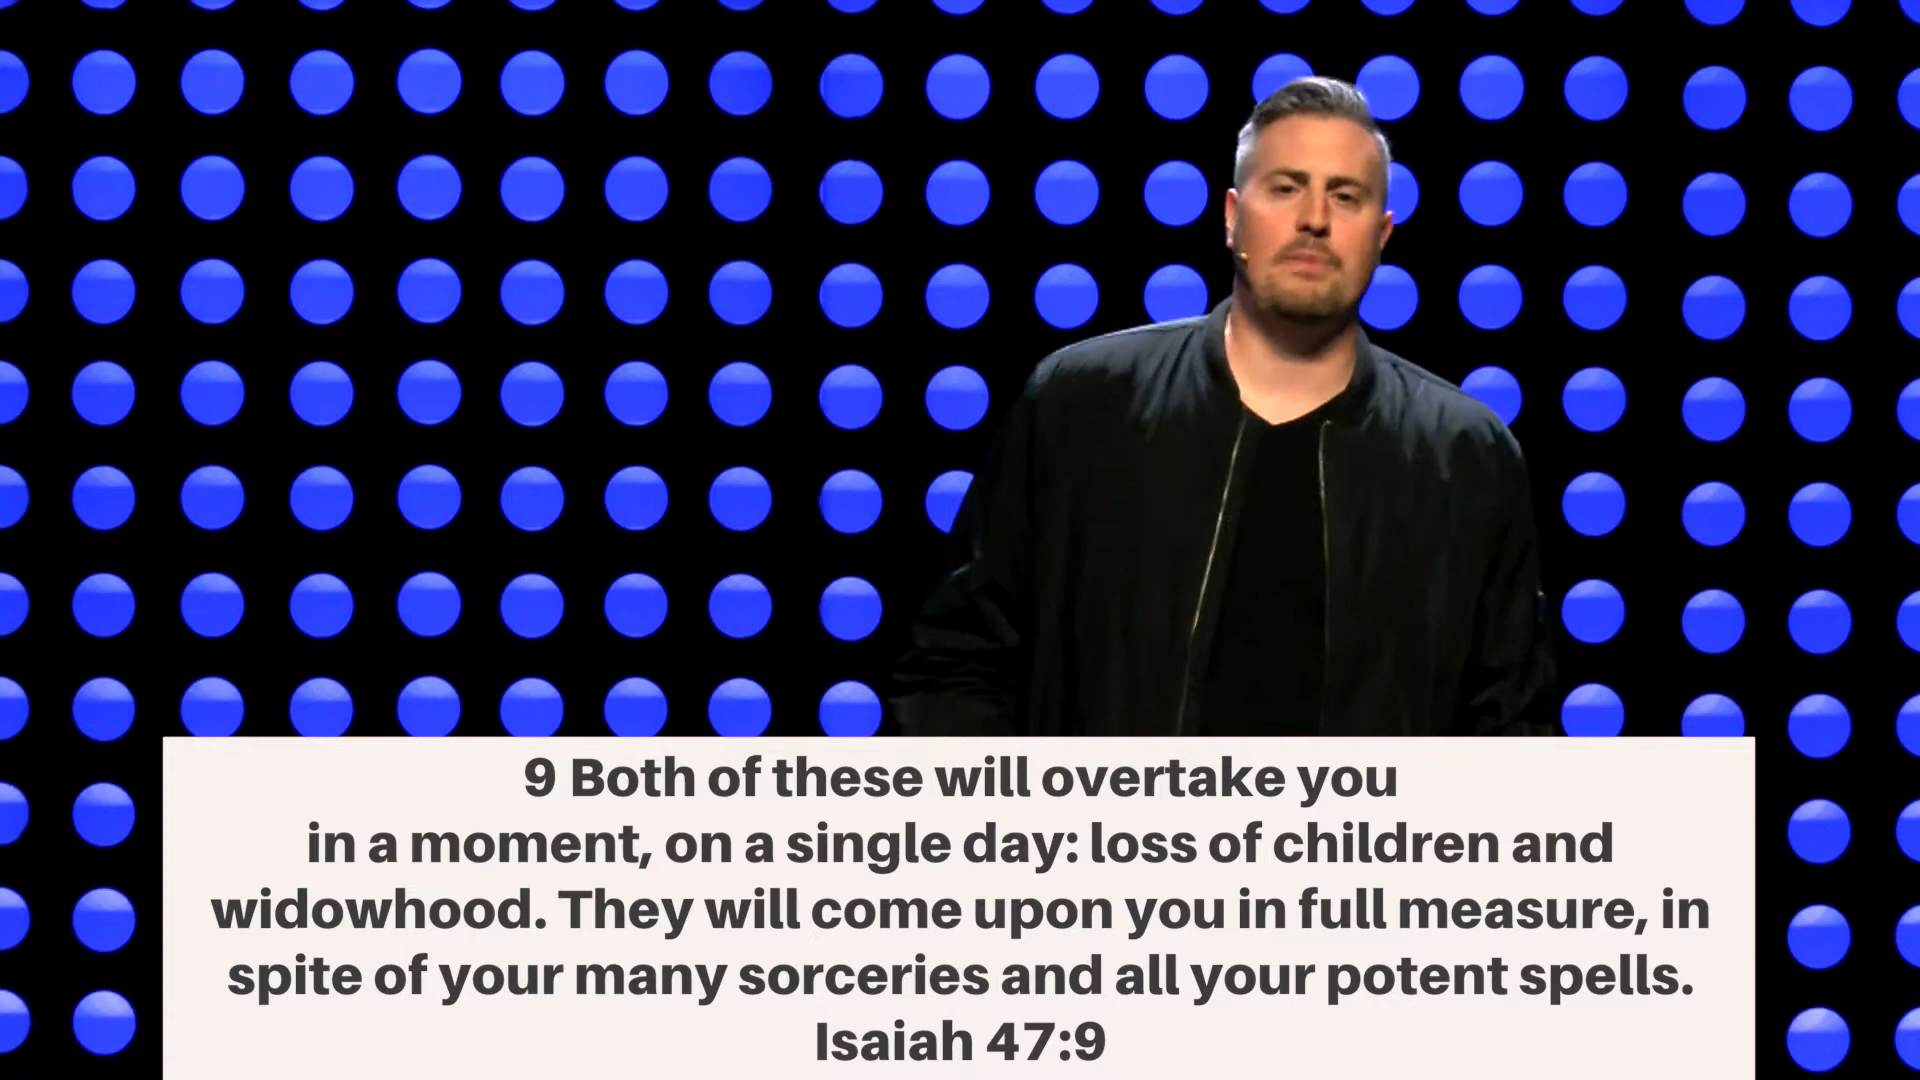 9 Both of these will overtake you
in a moment, on a single day: loss of children and
widowhood. They will come upon you in full measure, in
spite of your many sorceries and all your potent spells.
Isaiah 47:9